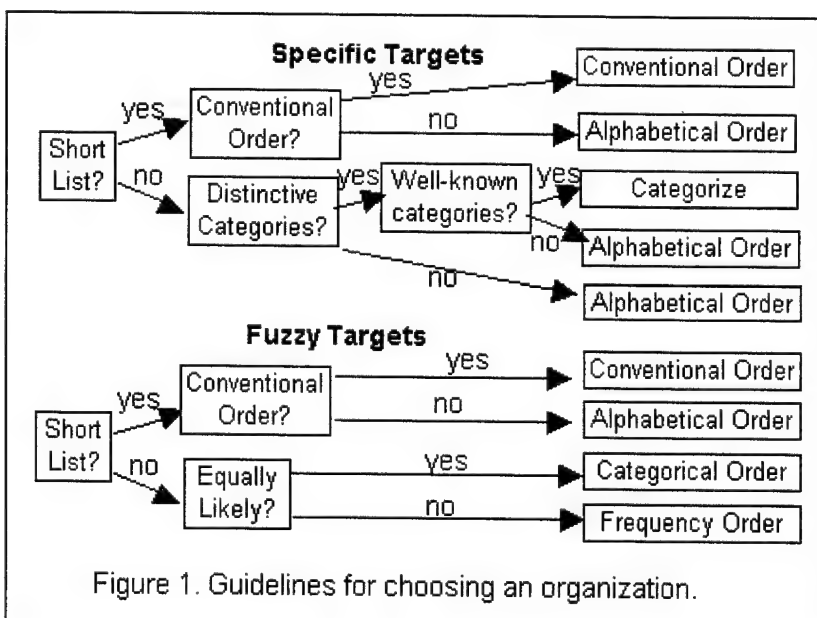 Specific Targets
Short
List?
yes
no
Conventional
Order?
yes
Conventional Order
no
Alphabetical Order
Distinctive
Categories?
yes
Well-known
categories?
yes
Categorize
no
Alphabetical Order
no
Alphabetical Order
Fuzzy Targets
Short
List?
yes
no
Conventional
Order?
yes
Conventional Order
no
Alphabetical Order
Equally
Likely?
yes
Categorical Order
no
Frequency Order
Figure 1. Guidelines for choosing an organization.